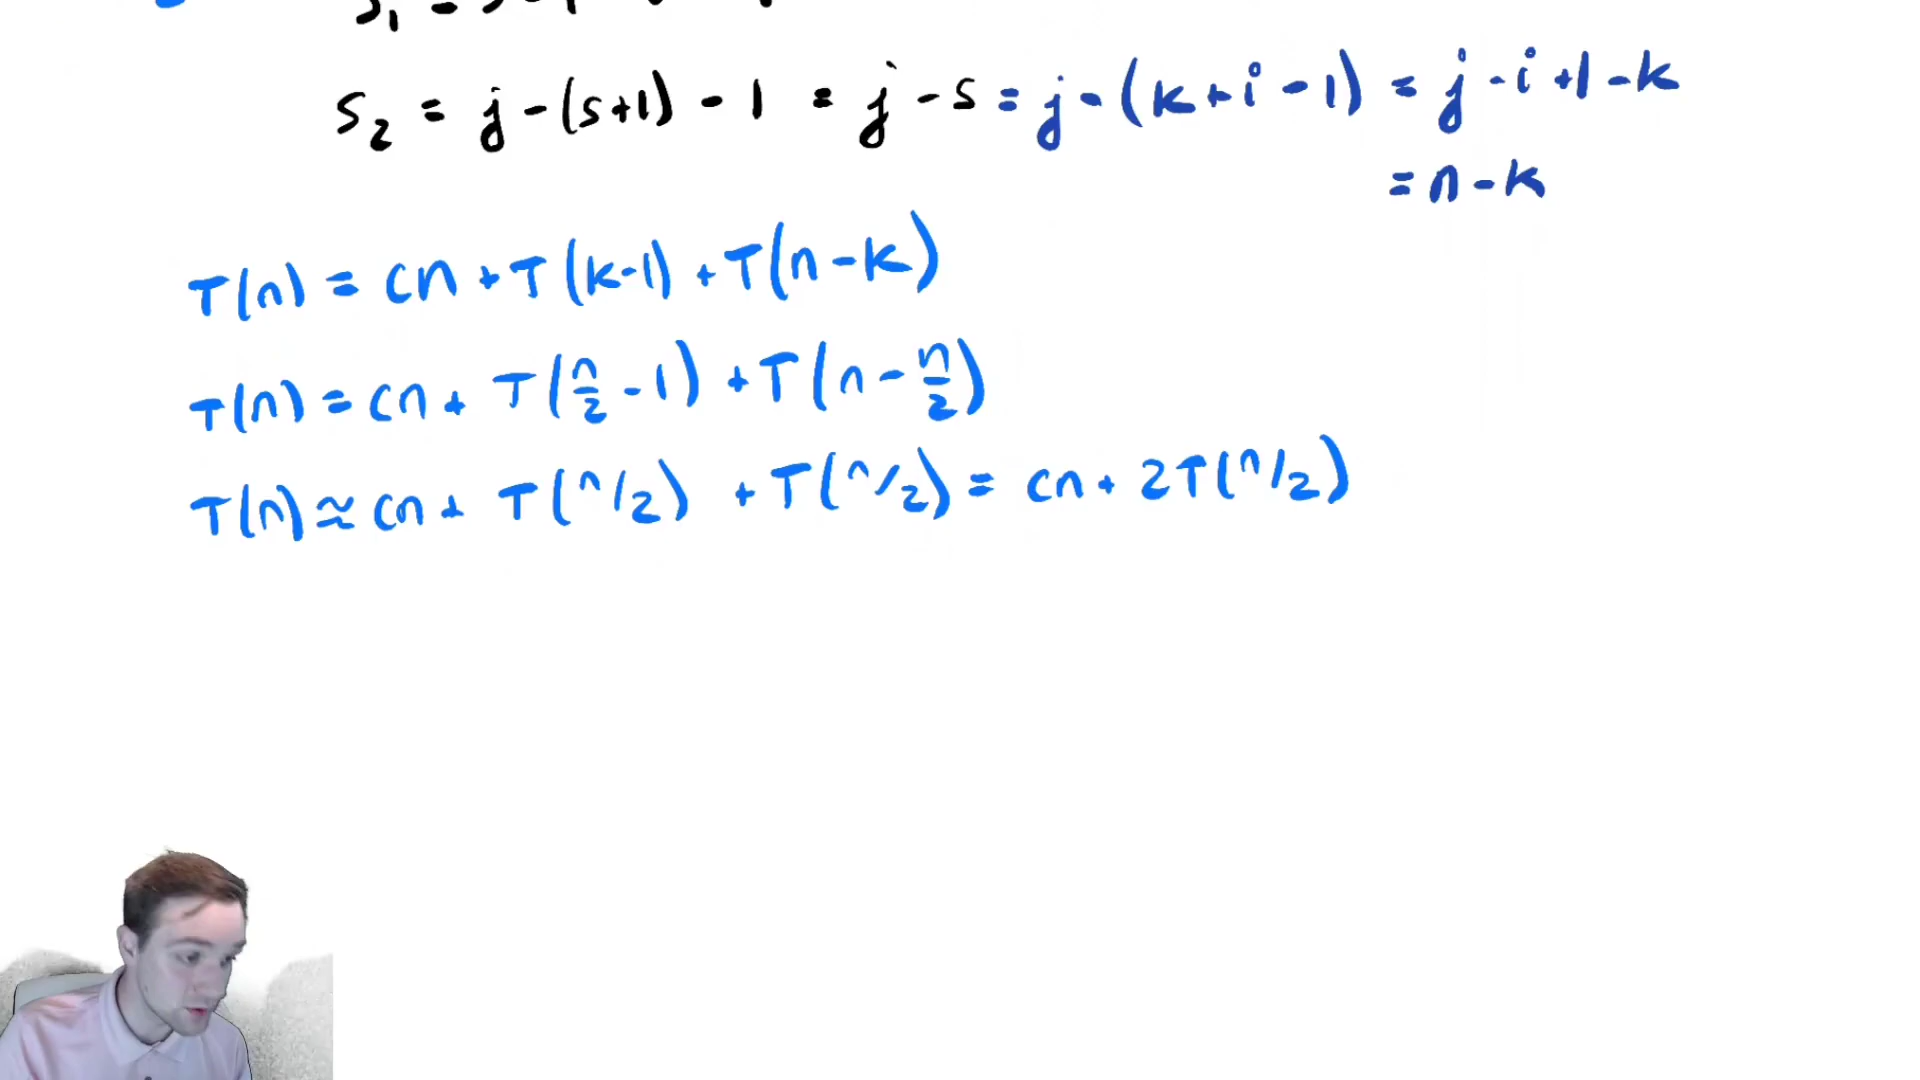 s₂ = j - (s+1) - 1 = j - s = j - (k + i - 1) = j - i + 1 - k
= n - k
T(n) = cn + T(k-1) + T(n-k)
T(n) = cn + T(n/2 - 1) + T(n - n/2)
T(n) ≈ cn + T(n/2) + T(n/2) = cn + 2T(n/2)